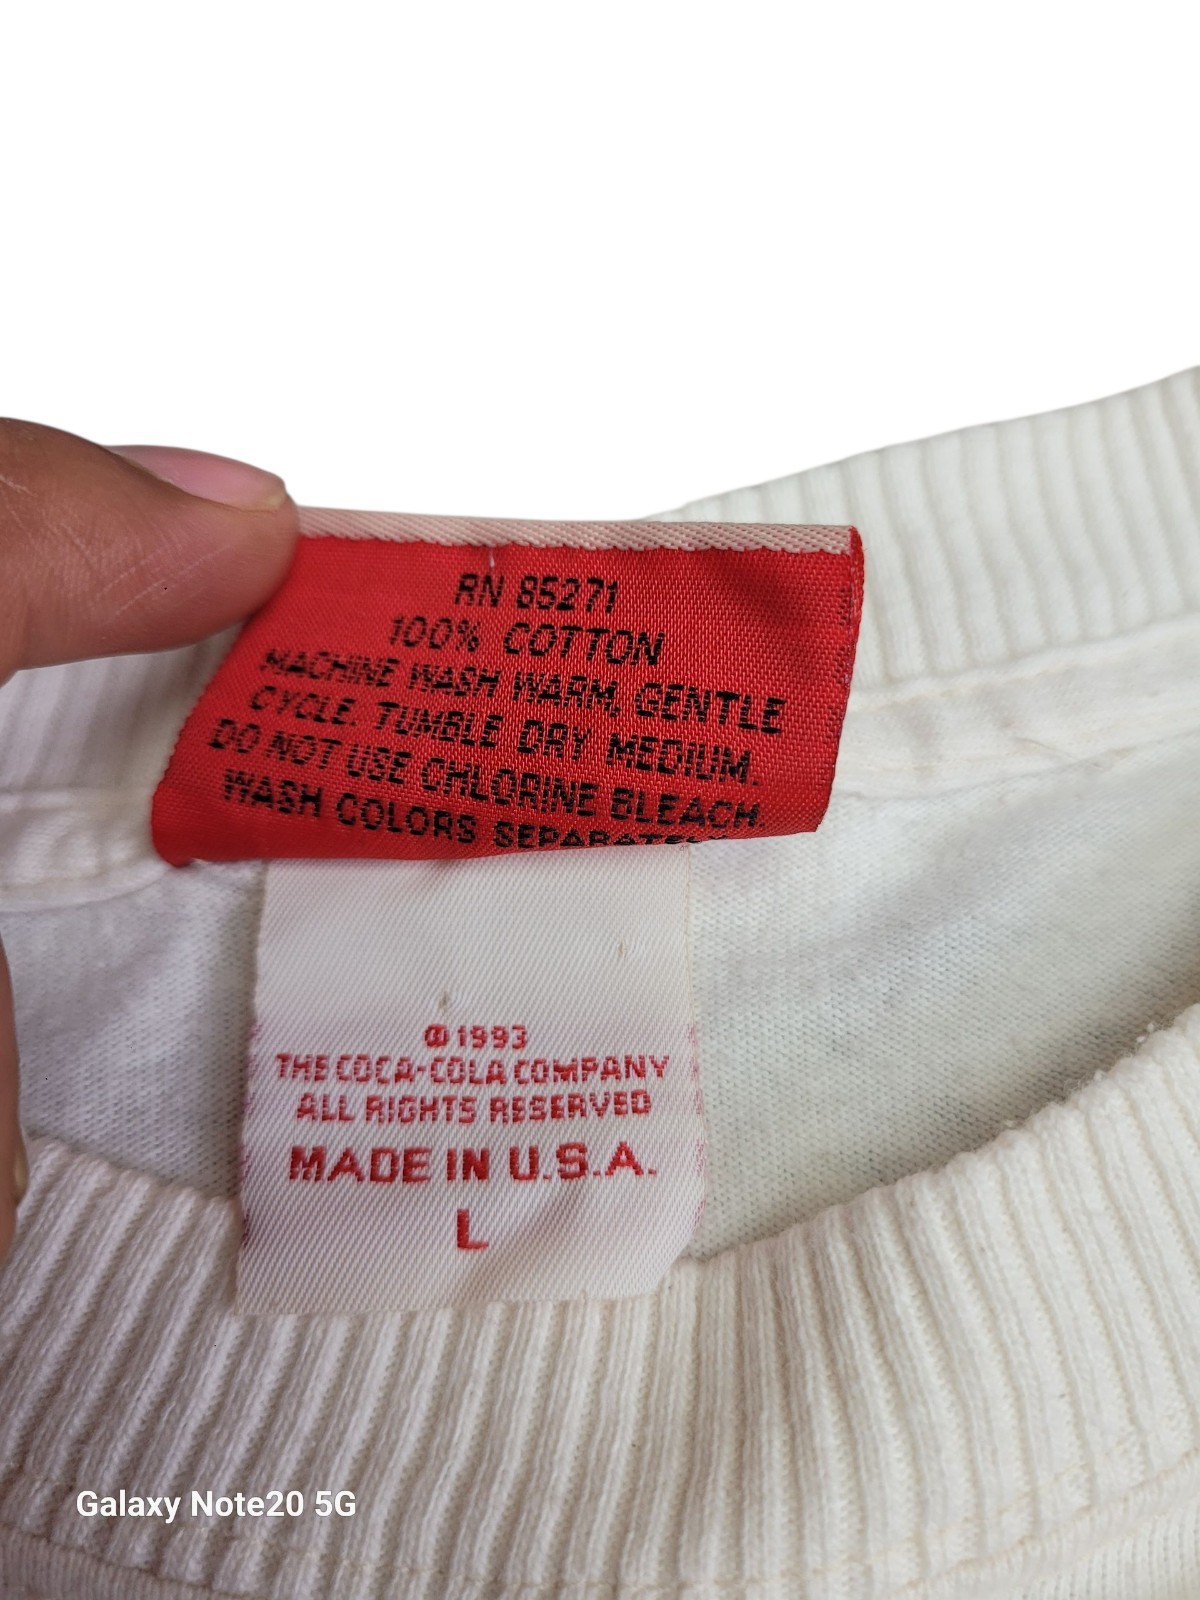 RN 85271
100% COTTON
MACHINE WASH WARM, GENTLE
CYCLE. TUMBLE DRY MEDIUM.
DO NOT USE CHLORINE BLEACH.
WASH COLORS SEPARATELY
© 1993
THE COCA-COLA COMPANY
ALL RIGHTS RESERVED
MADE IN U.S.A.
L
Galaxy Note20 5G